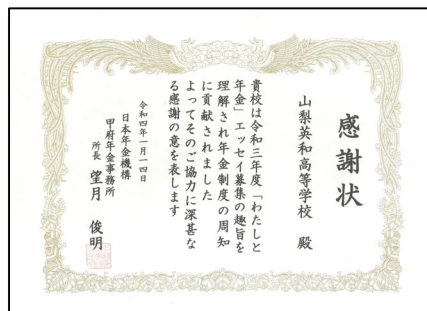 感謝状
山梨英和高等学校 殿
貴校は令和三年度「わたしと
年金」エッセイ募集の趣旨を
理解され年金制度の周知
に貢献されました
よってそのご協力に深甚な
る感謝の意を表します
令和四年一月一四日
日本年金機構
甲府年金事務所
所長 望月 俊明